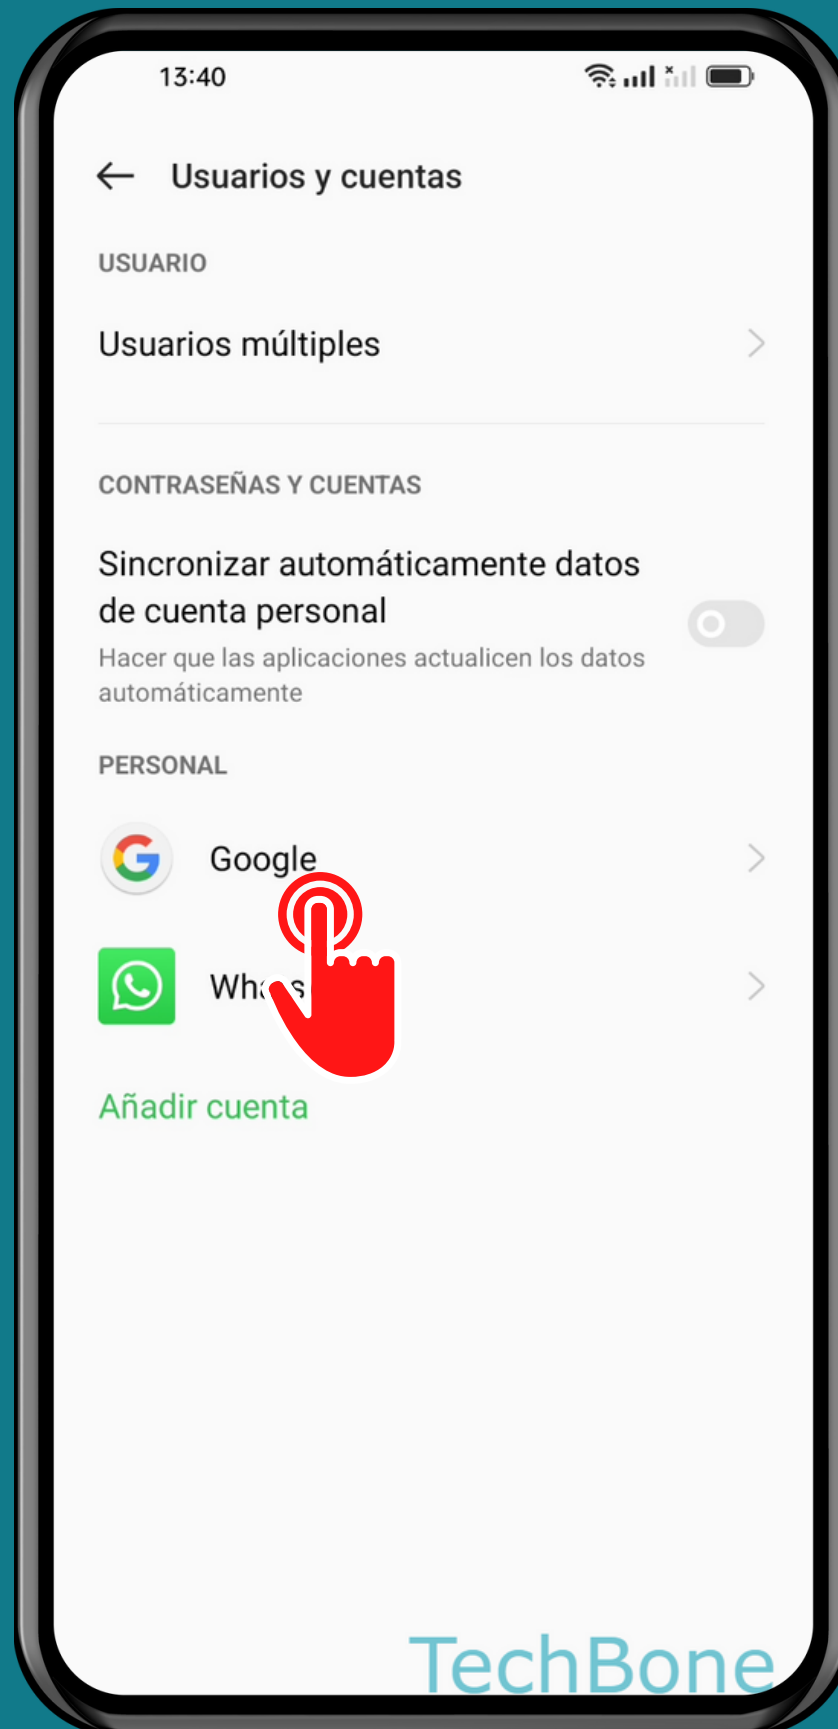 13:40
Usuarios y cuentas
USUARIO
Usuarios múltiples
CONTRASEÑAS Y CUENTAS
Sincronizar automáticamente datos
de cuenta personal
Hacer que las aplicaciones actualicen los datos
automáticamente
PERSONAL
Google
Añadir cuenta
TechBone